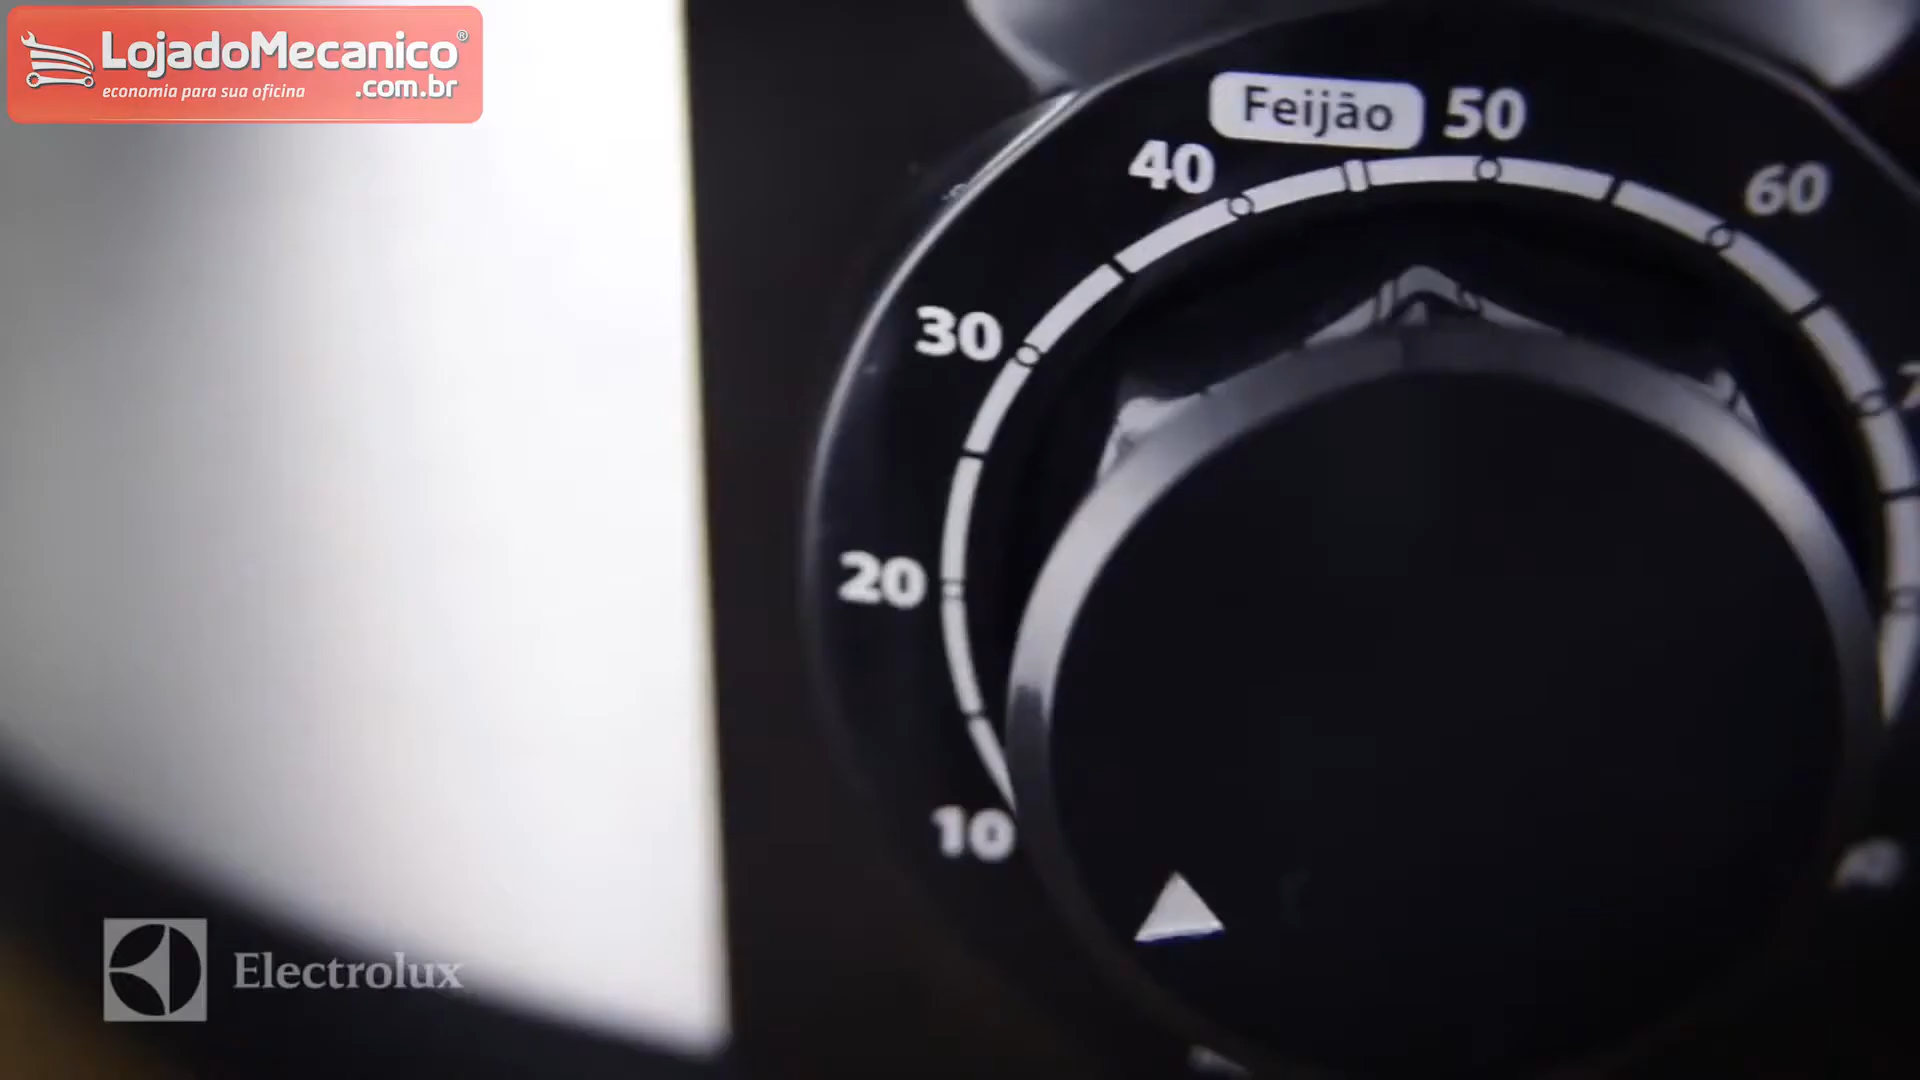 LojadoMecanico®
economia para sua oficina
.com.br
Feijão
50
40
60
30
20
10
Electrolux